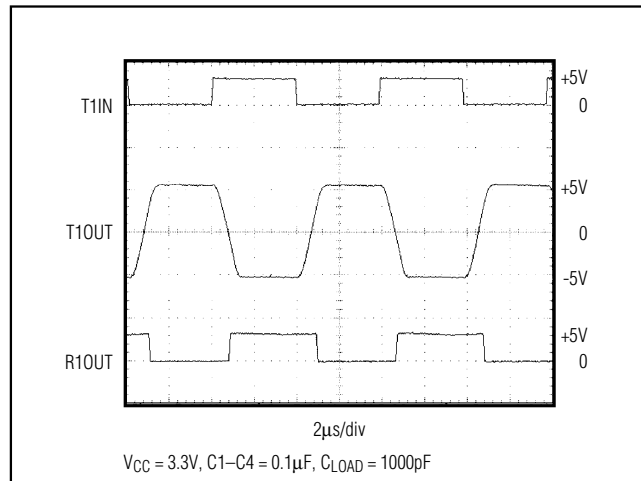 T1IN
+5V
0
T1OUT
+5V
0
-5V
R1OUT
+5V
0
2μs/div
VCC = 3.3V, C1–C4 = 0.1μF, CLOAD = 1000pF